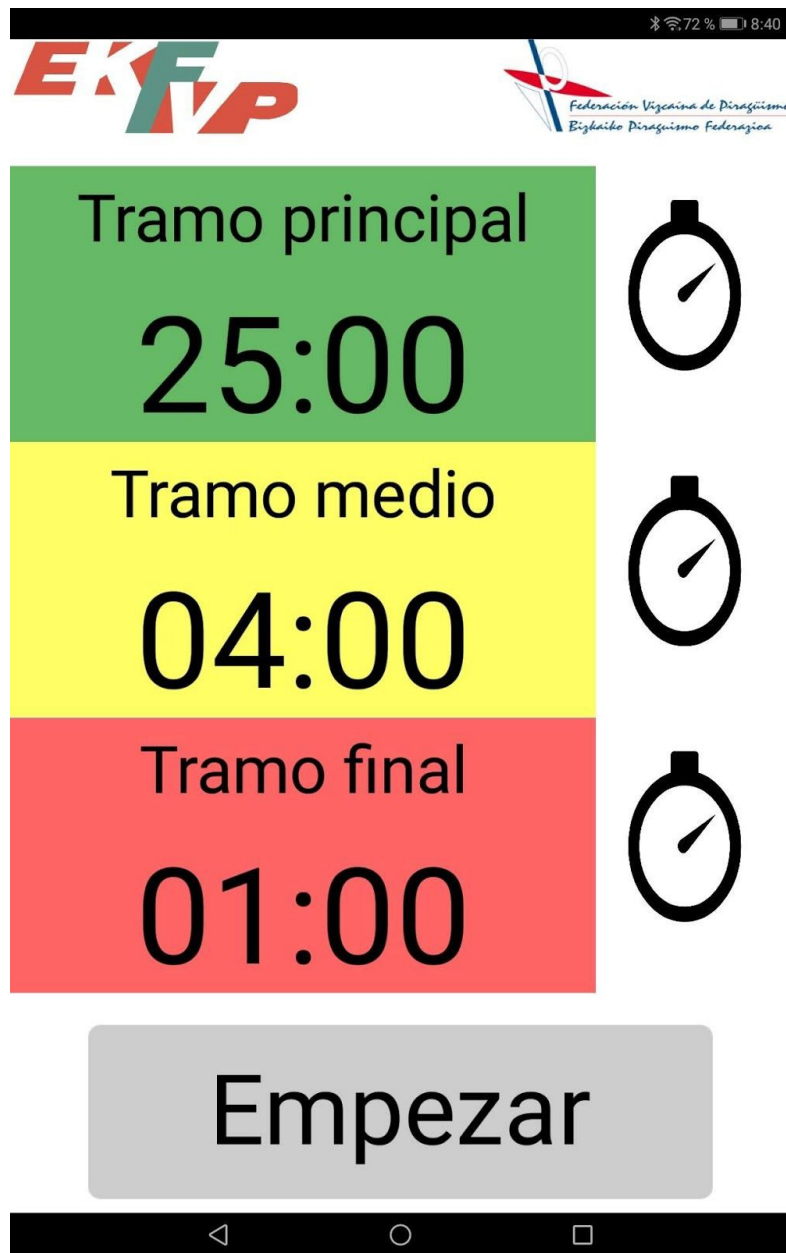 72 % 8:40
EKFVP
Federación Vizcaína de Piragüismo
Bizkaiko Piraguismo Federazioa
Tramo principal
25:00
Tramo medio
04:00
Tramo final
01:00
Empezar